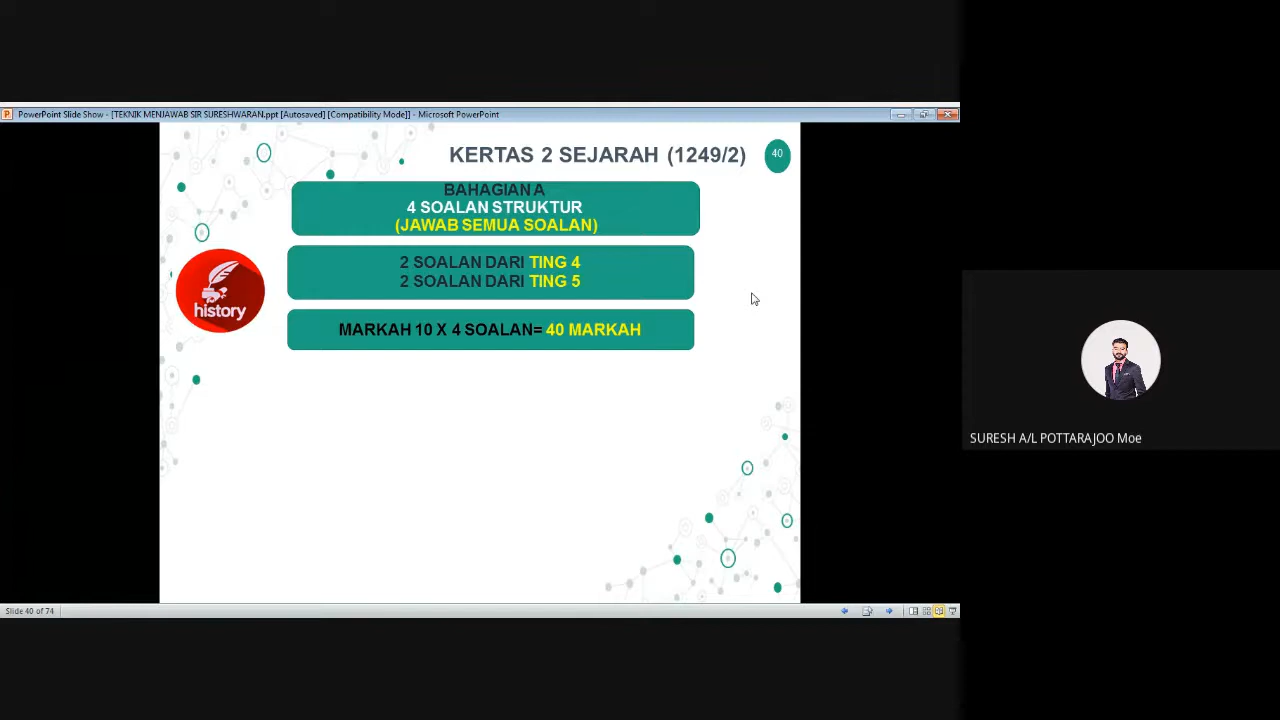 PowerPoint Slide Show - [TEKNIK MENJAWAB SIR SURESHWARAN.ppt [Autosaved] [Compatibility Mode]] - Microsoft PowerPoint
KERTAS 2 SEJARAH (1249/2)
40
BAHAGIAN A
4 SOALAN STRUKTUR
(JAWAB SEMUA SOALAN)
2 SOALAN DARI TING 4
2 SOALAN DARI TING 5
history
MARKAH 10 X 4 SOALAN= 40 MARKAH
SURESH A/L POTTARAJOO Moe
Slide 40 of 74